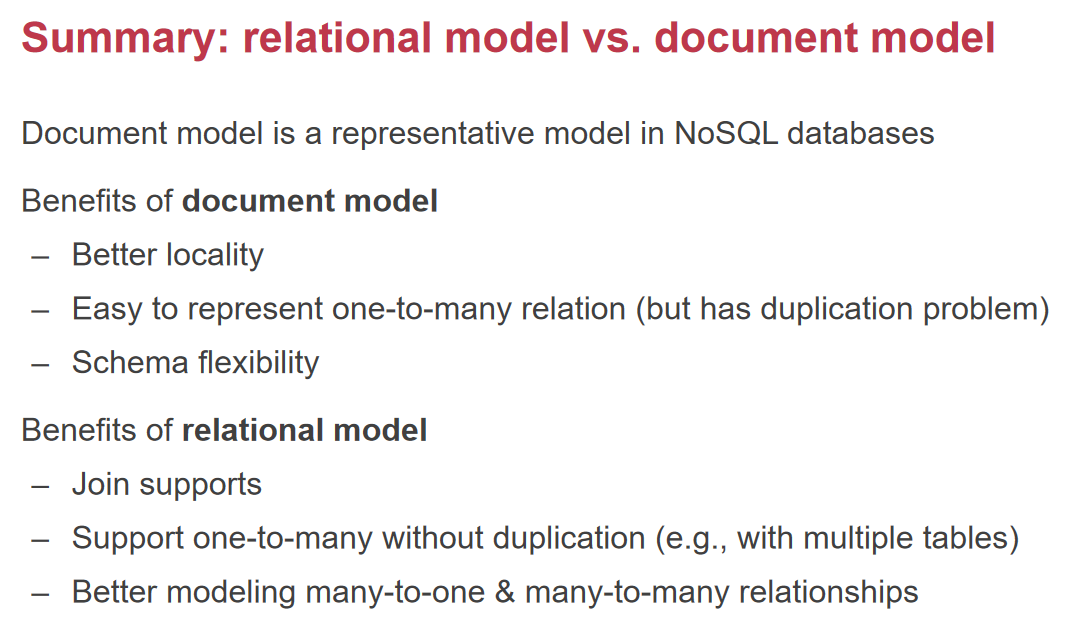 Summary: relational model vs. document model
Document model is a representative model in NoSQL databases
Benefits of document model
– Better locality
– Easy to represent one-to-many relation (but has duplication problem)
– Schema flexibility
Benefits of relational model
– Join supports
– Support one-to-many without duplication (e.g., with multiple tables)
– Better modeling many-to-one & many-to-many relationships